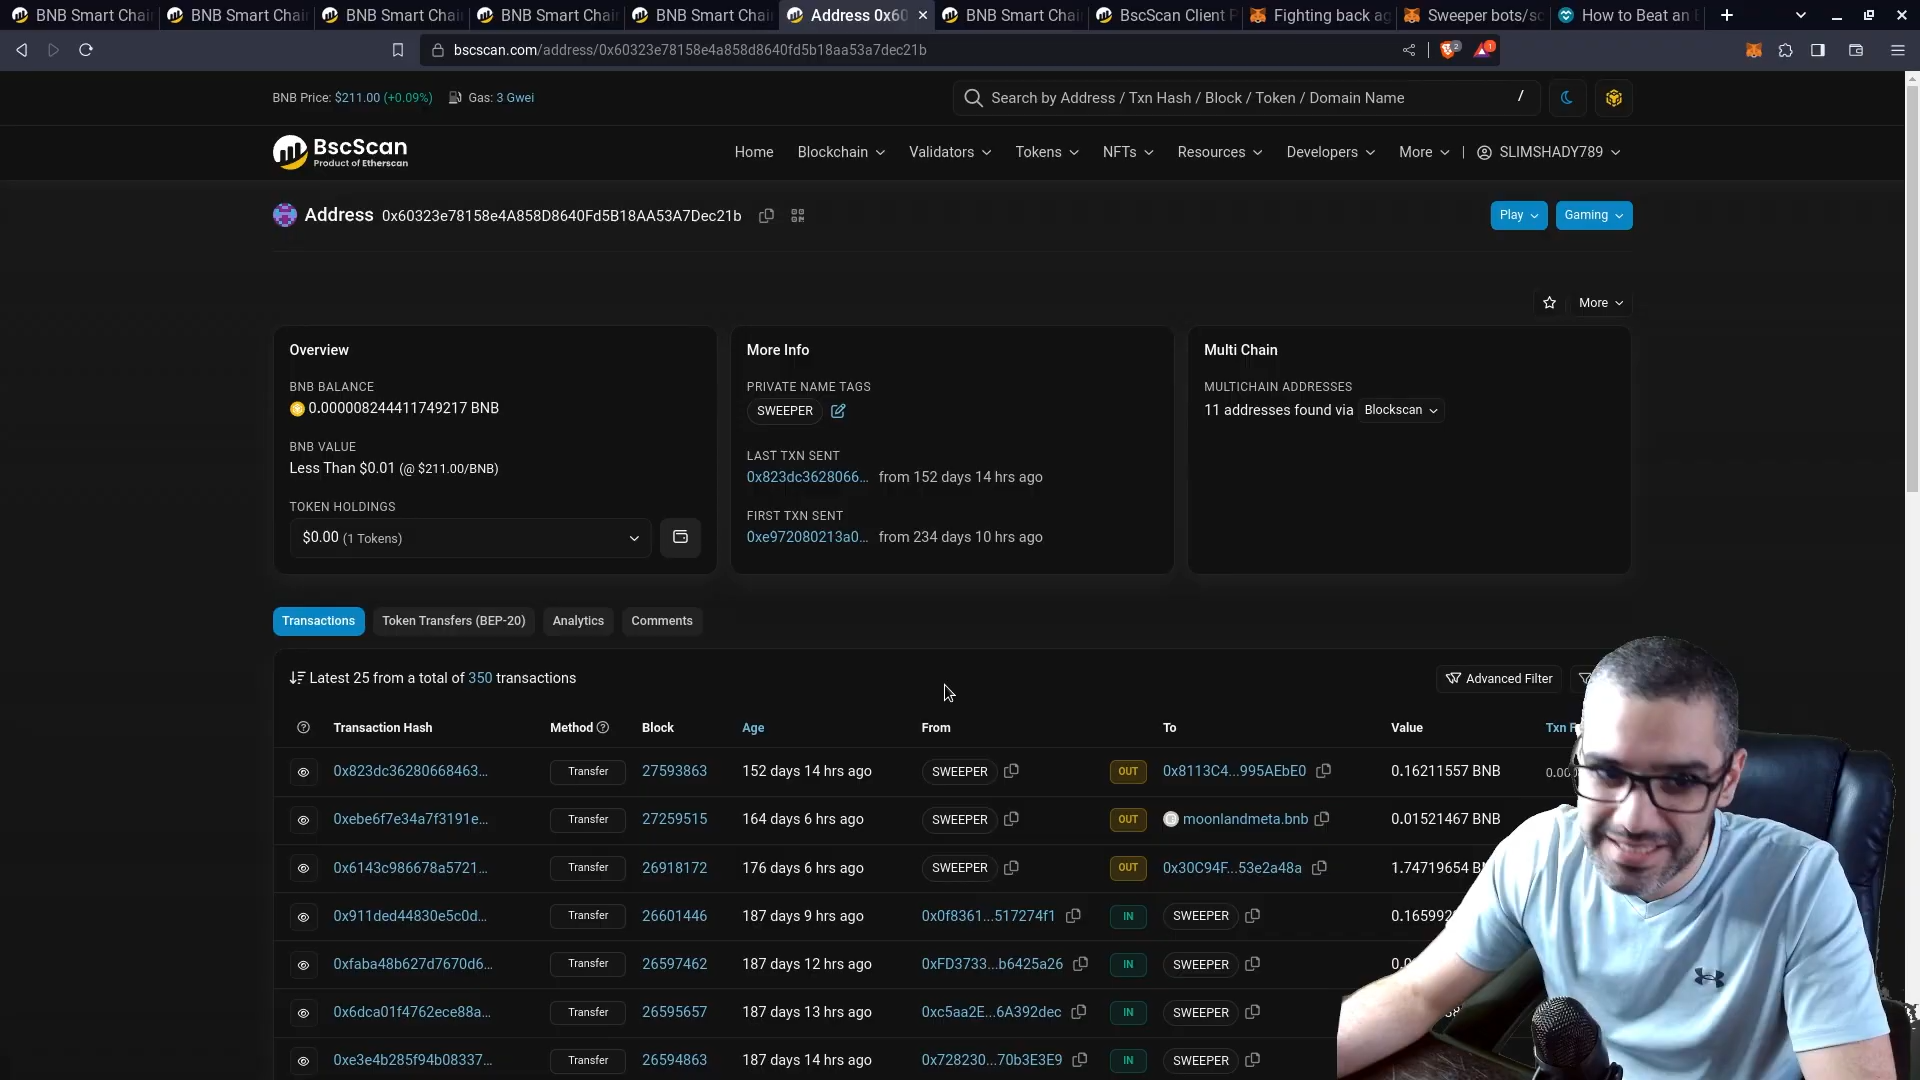 BNB Smart Chai
BNB Smart Chai
BNB Smart Chai
BNB Smart Chai
BNB Smart Chai
Address 0x60
BNB Smart Chai
BscScan Client P
Fighting back ag
Sweeper bots/sc
How to Beat an E
bscscan.com/address/0x60323e78158e4a858d8640fd5b18aa53a7dec21b
2
1
BNB Price: $211.00 (+0.09%) Gas: 3 Gwei
Search by Address / Txn Hash / Block / Token / Domain Name /
BscScan
Product of Etherscan
Home Blockchain Validators Tokens NFTs Resources Developers More | SLIMSHADY789
Address 0x60323e78158e4A858D8640Fd5B18AA53A7Dec21b
Play Gaming
More
Overview
BNB BALANCE
0.000008244411749217 BNB
BNB VALUE
Less Than $0.01 (@ $211.00/BNB)
TOKEN HOLDINGS
$0.00 (1 Tokens)
More Info
PRIVATE NAME TAGS
SWEEPER
LAST TXN SENT
0x823dc3628066... from 152 days 14 hrs ago
FIRST TXN SENT
0xe972080213a0... from 234 days 10 hrs ago
Multi Chain
MULTICHAIN ADDRESSES
11 addresses found via Blockscan
Transactions Token Transfers (BEP-20) Analytics Comments
Latest 25 from a total of 350 transactions
Advanced Filter
Transaction Hash Method Block Age From To Value Txn F
0x823dc36280668463... Transfer 27593863 152 days 14 hrs ago SWEEPER OUT 0x8113C4...995AEbE0 0.16211557 BNB 0.00
0xebe6f7e34a7f3191e... Transfer 27259515 164 days 6 hrs ago SWEEPER OUT moonlandmeta.bnb 0.01521467 BNB
0x6143c986678a5721... Transfer 26918172 176 days 6 hrs ago SWEEPER OUT 0x30C94F...53e2a48a 1.74719654 BN
0x911ded44830e5c0d... Transfer 26601446 187 days 9 hrs ago 0x0f8361...517274f1 IN SWEEPER 0.16599
0xfaba48b627d7670d6... Transfer 26597462 187 days 12 hrs ago 0xFD3733...b6425a26 IN SWEEPER
0x6dca01f4762ece88a... Transfer 26595657 187 days 13 hrs ago 0xc5aa2E...6A392dec IN SWEEPER
0xe3e4b285f94b08337... Transfer 26594863 187 days 14 hrs ago 0x728230...70b3E3E9 IN SWEEPER